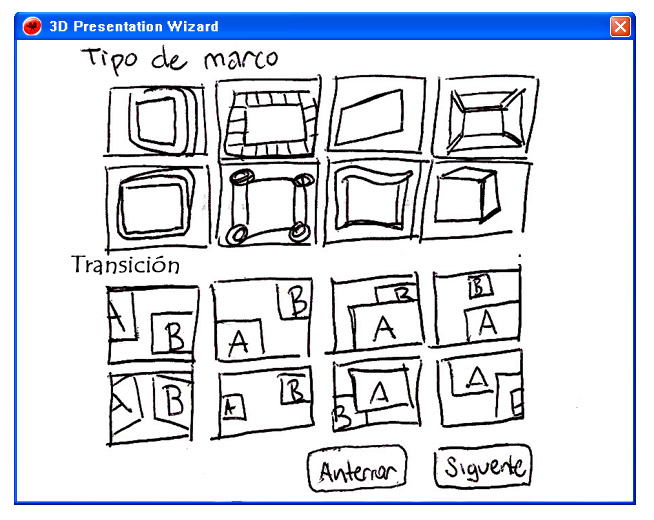 3D Presentation Wizard
Tipo de marco
Transición
A B
A B
B A
B A
A B
A B
A B
A
Anterior Siguente